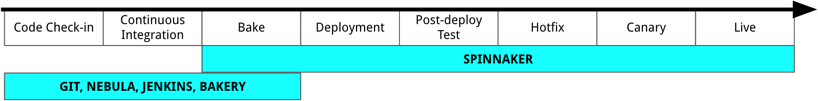 Code Check-in
Continuous
Integration
Bake
Deployment
Post-deploy
Test
Hotfix
Canary
Live
SPINNAKER
GIT, NEBULA, JENKINS, BAKERY